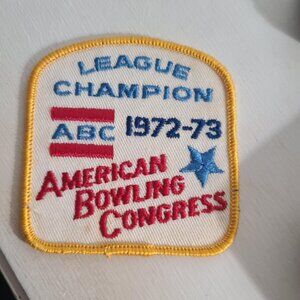 LEAGUE
CHAMPION
ABC 1972-73
AMERICAN
BOWLING
CONGRESS